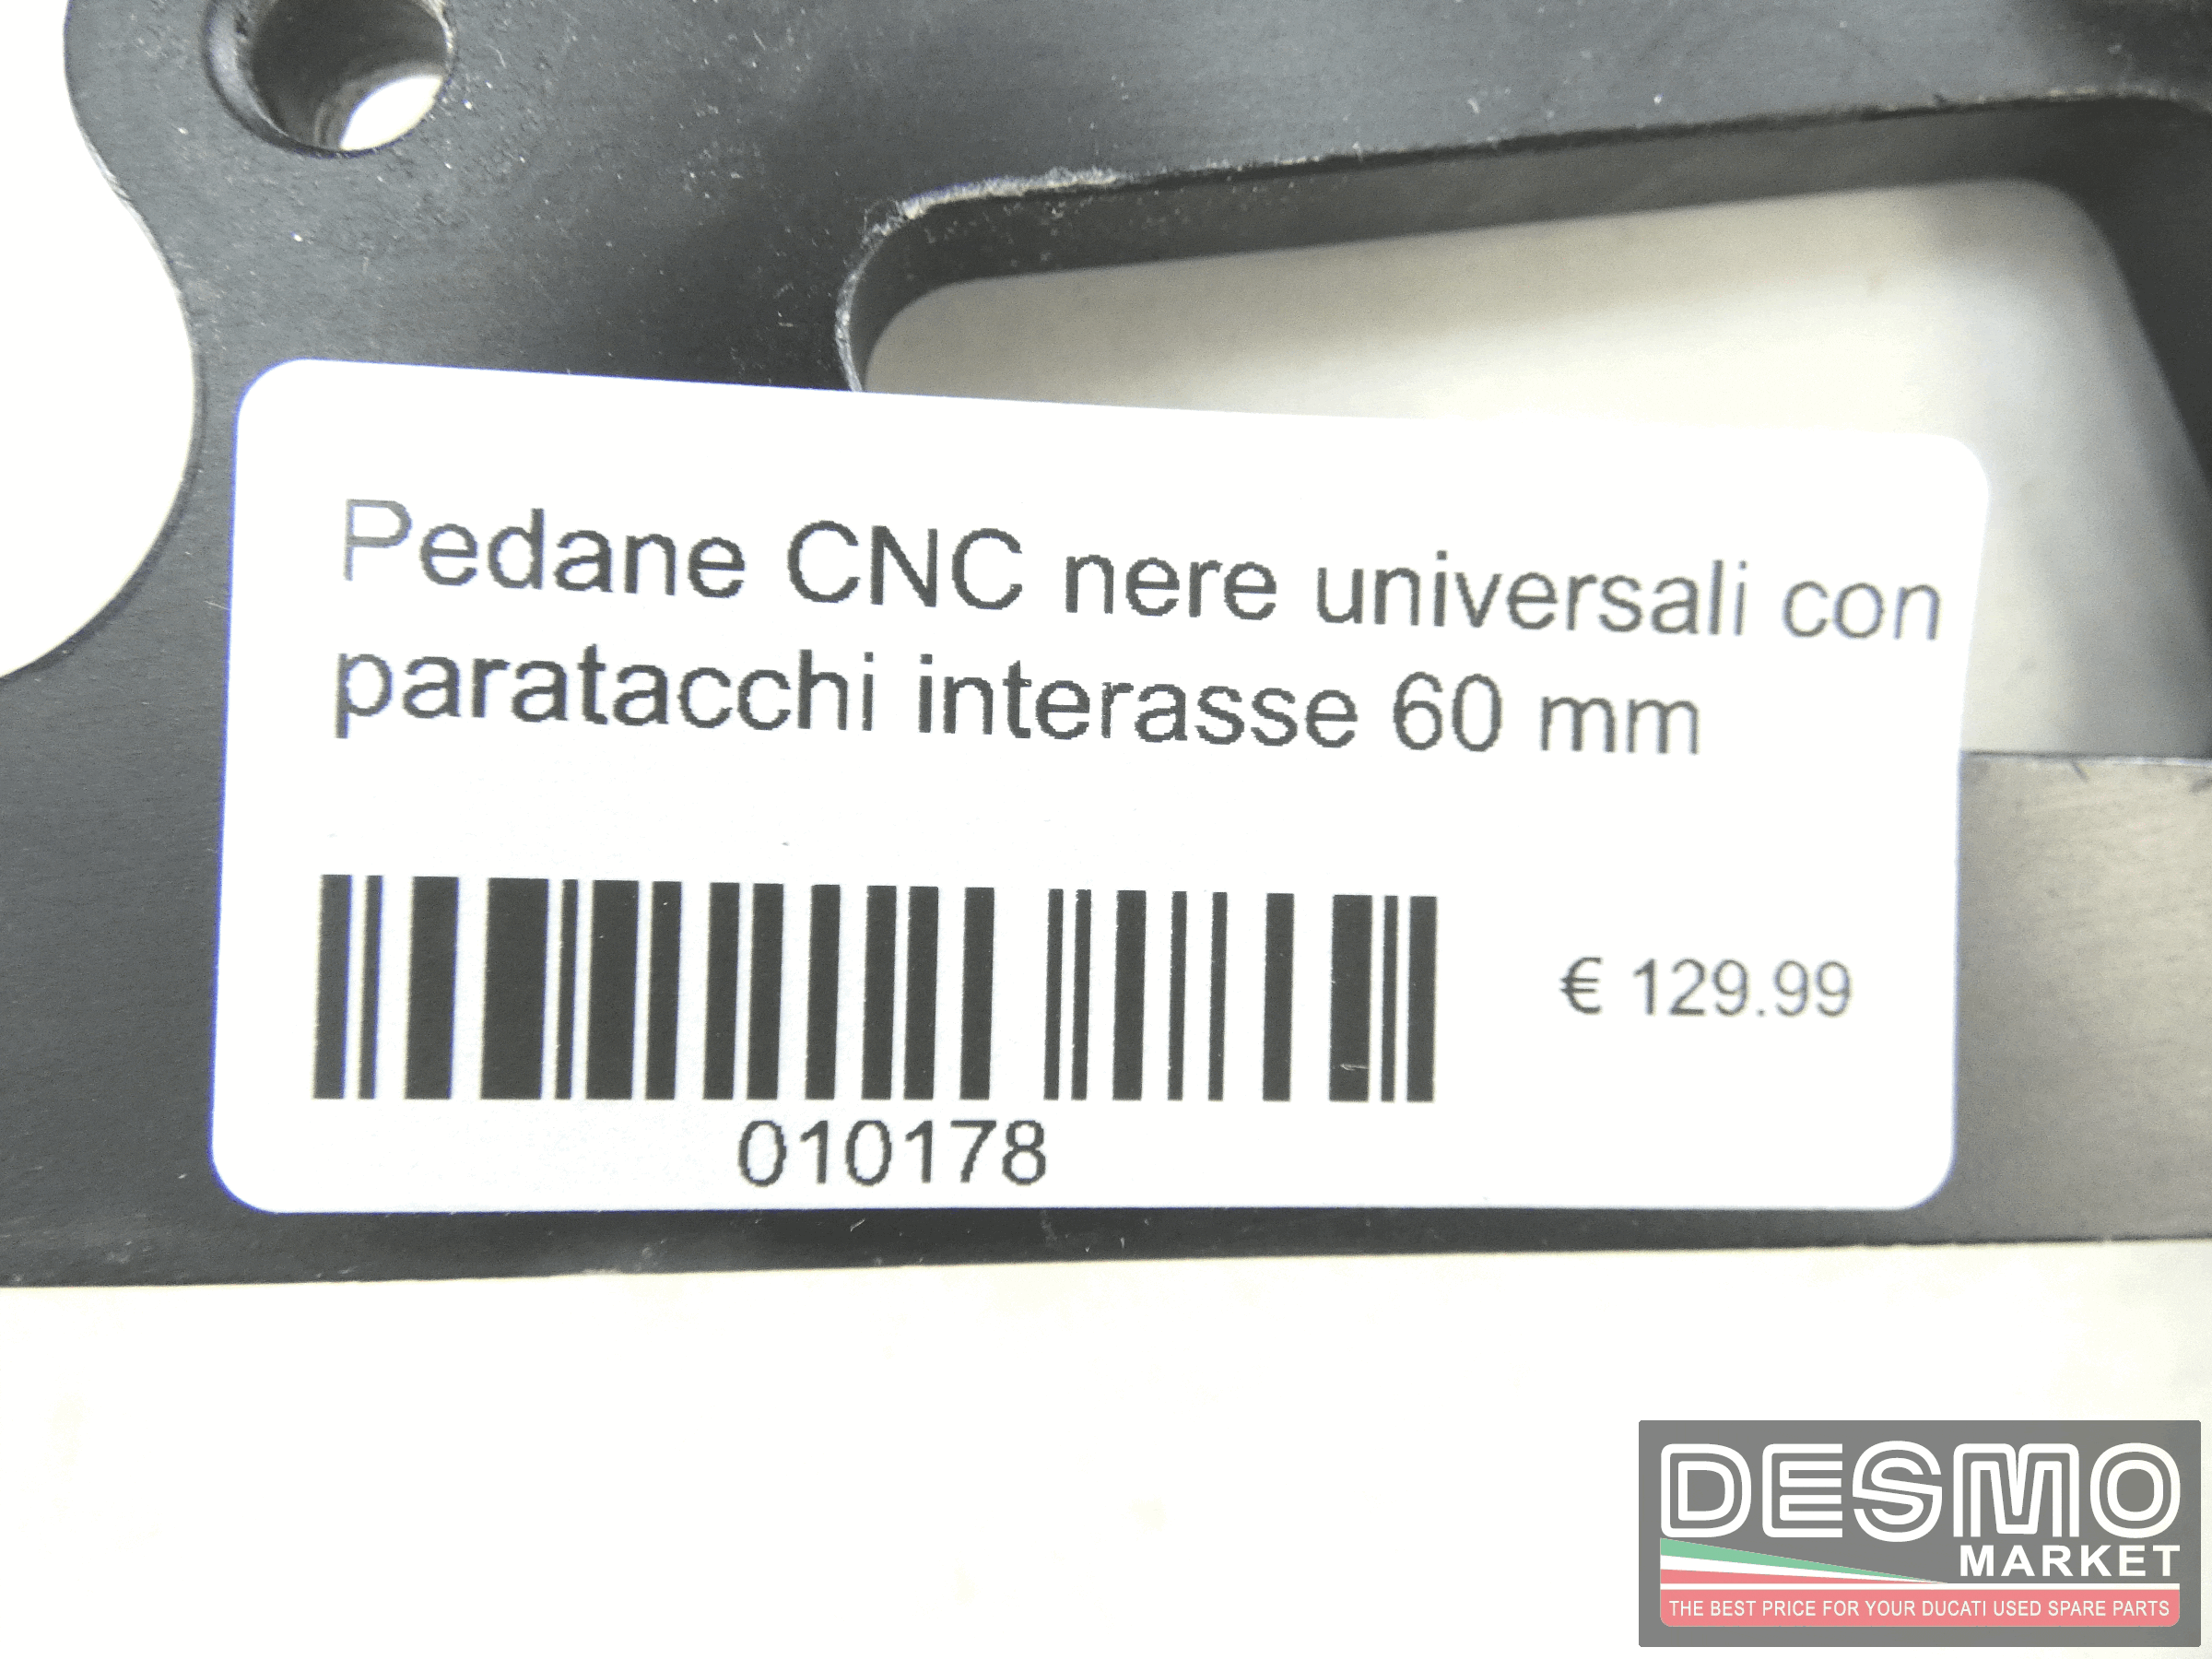 Pedane CNC nere universali con
paratacchi interasse 60 mm
€ 129.99
010178
DESMO
MARKET
THE BEST PRICE FOR YOUR DUCATI USED SPARE PARTS